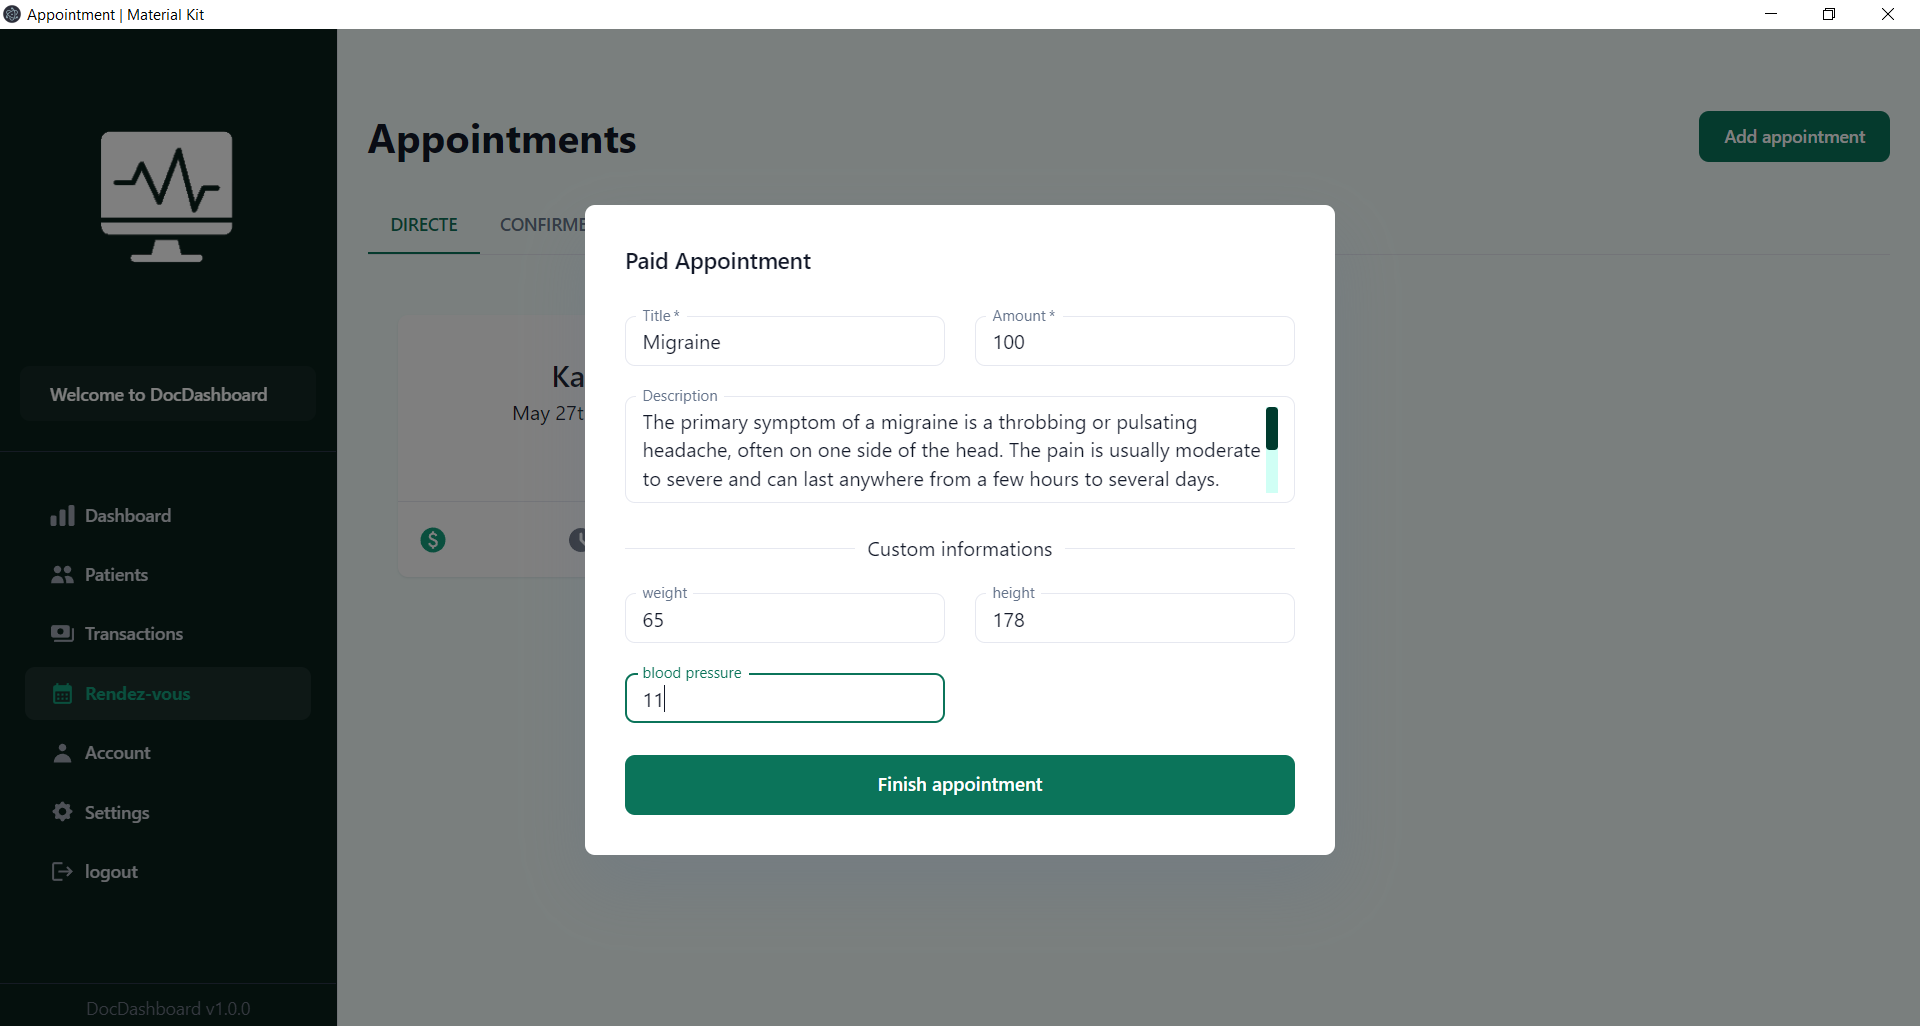 Appointment | Material Kit
Appointments
Add appointment
DIRECTE
CONFIRME
Welcome to DocDashboard
Dashboard
Patients
Transactions
Rendez-vous
Account
Settings
logout
DocDashboard v1.0.0
Ka
May 27t
Paid Appointment
Title *
Migraine
Amount *
100
Description
The primary symptom of a migraine is a throbbing or pulsating
headache, often on one side of the head. The pain is usually moderate
to severe and can last anywhere from a few hours to several days.
Custom informations
weight
65
height
178
blood pressure
11
Finish appointment